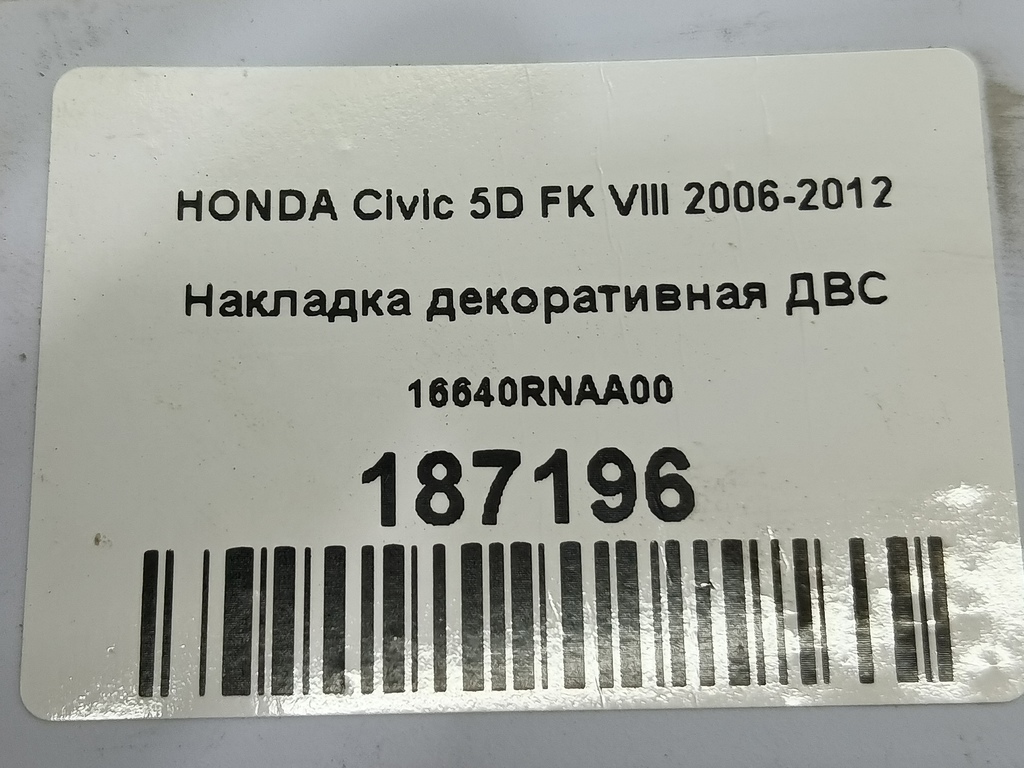 HONDA Civic 5D FK VIII 2006-2012
Накладка декоративная ДВС
16640RNAA00
187196